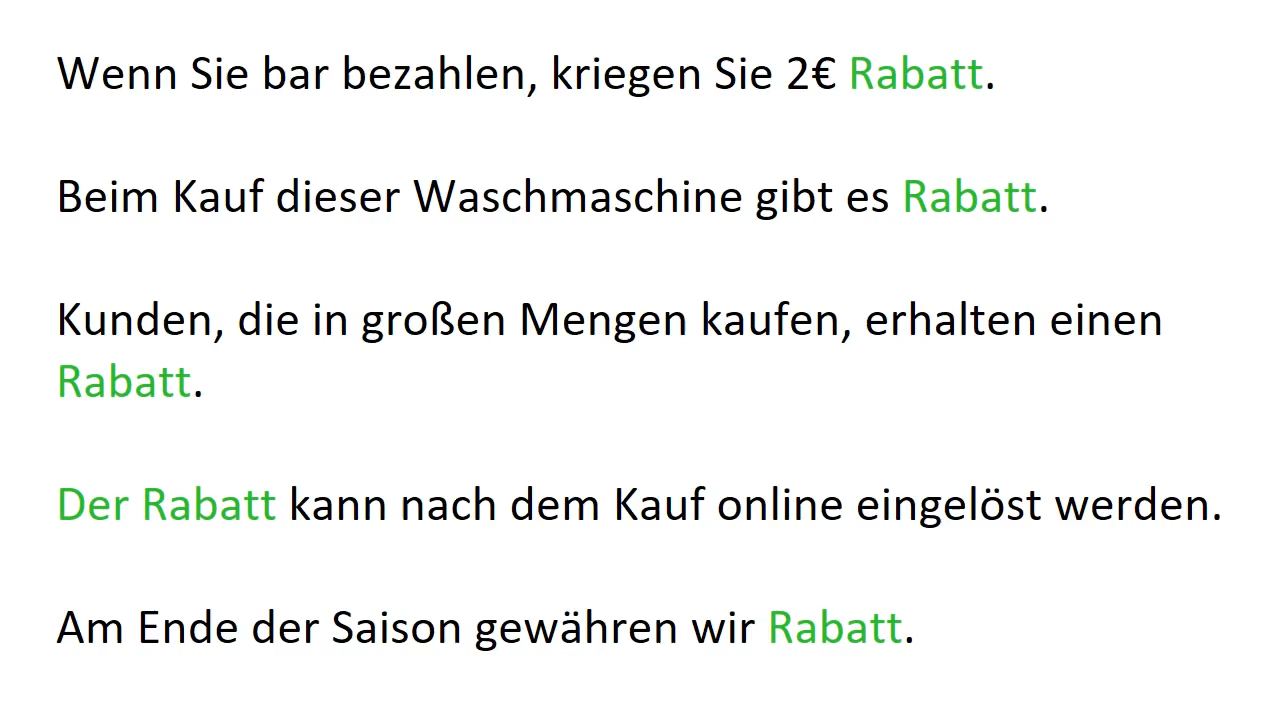 Wenn Sie bar bezahlen, kriegen Sie 2€ Rabatt.
Beim Kauf dieser Waschmaschine gibt es Rabatt.
Kunden, die in großen Mengen kaufen, erhalten einen
Rabatt.
Der Rabatt kann nach dem Kauf online eingelöst werden.
Am Ende der Saison gewähren wir Rabatt.